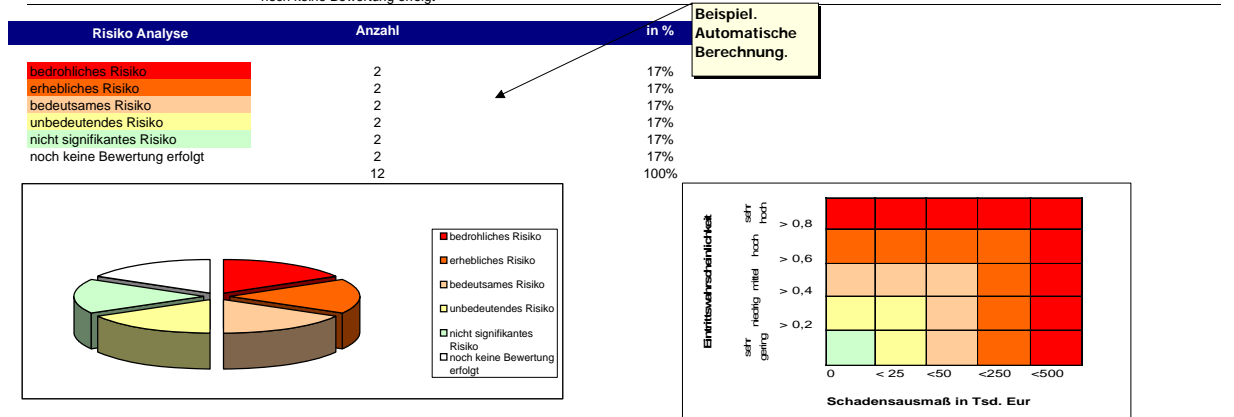 noch keine Bewertung erfolgt
Beispiel.
Automatische
Berechnung.
Risiko Analyse Anzahl in %
bedrohliches Risiko 2 17%
erhebliches Risiko 2 17%
bedeutsames Risiko 2 17%
unbedeutendes Risiko 2 17%
nicht signifikantes Risiko 2 17%
noch keine Bewertung erfolgt 2 17%
12 100%
bedrohliches Risiko
erhebliches Risiko
bedeutsames Risiko
unbedeutendes Risiko
nicht signifikantes
Risiko
noch keine Bewertung
erfolgt
Eintrittswahrscheinlichkeit
sehr
hoch
> 0,8
hoch
> 0,6
mittel
> 0,4
niedrig
> 0,2
sehr
gering
0 < 25 <50 <250 <500
Schadensausmaß in Tsd. Eur